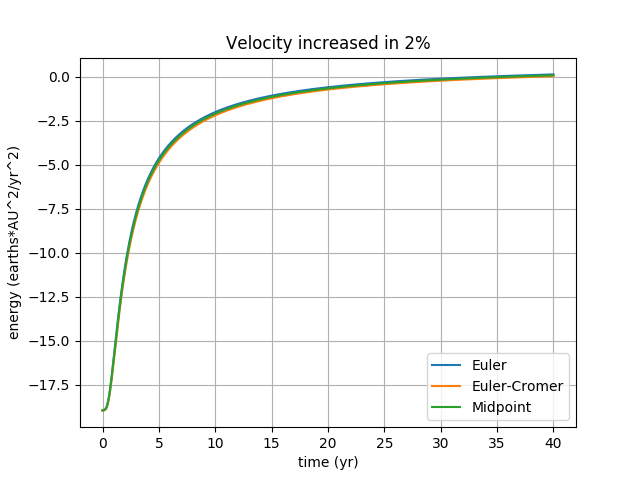 Velocity increased in 2%
energy (earths*AU^2/yr^2)
0.0
−2.5
−5.0
−7.5
−10.0
−12.5
−15.0
−17.5
Euler
Euler-Cromer
Midpoint
0 5 10 15 20 25 30 35 40
time (yr)